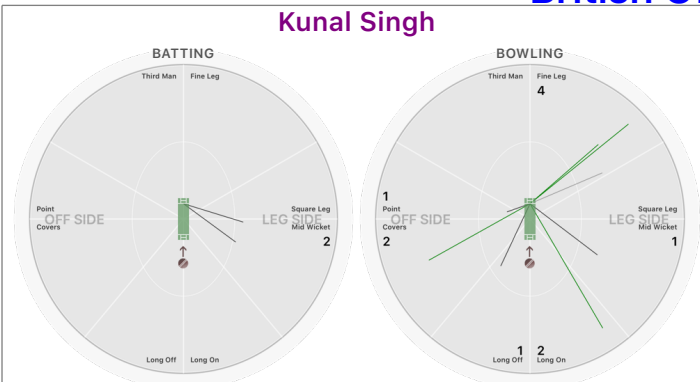 Kunal Singh
BATTING
BOWLING
Third Man Fine Leg
Third Man Fine Leg
4
1
Point
OFF SIDE
Covers
Square Leg
LEG SIDE
Mid Wicket
2
Point
OFF SIDE
Covers
2
Square Leg
LEG SIDE
Mid Wicket
1
Long Off Long On
1 2
Long Off Long On